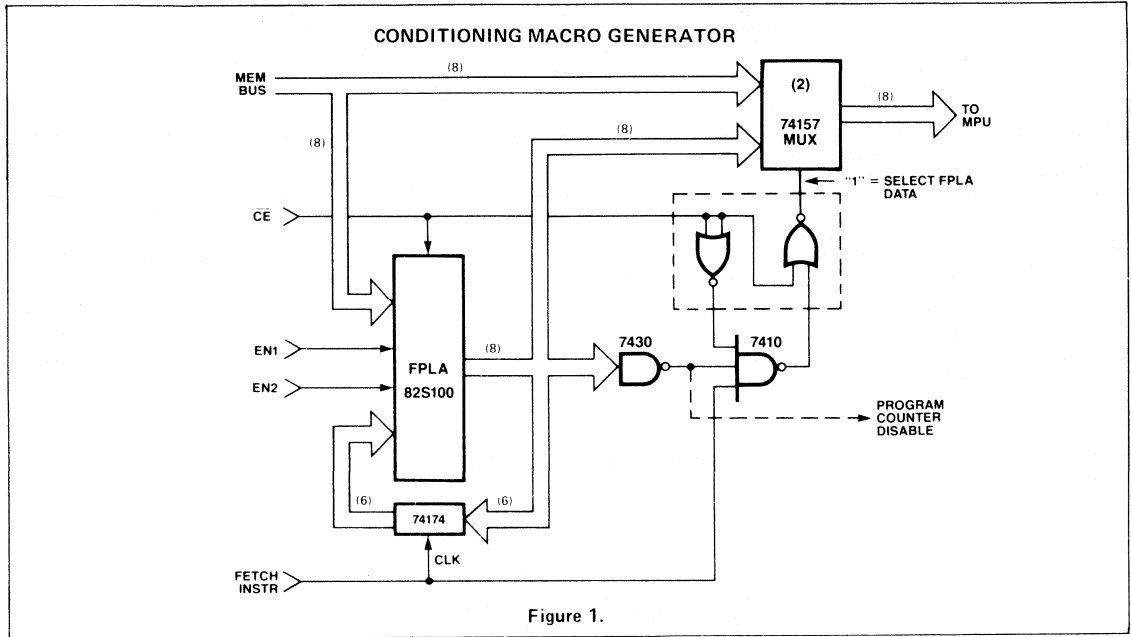 CONDITIONING MACRO GENERATOR
MEM
BUS
(8)
(8)
(8)
(2)
74157
MUX
(8)
TO
MPU
"1" = SELECT FPLA
DATA
CE
EN1
EN2
FPLA
82S100
(8)
7430
7410
PROGRAM
COUNTER
DISABLE
(6)
74174
(6)
CLK
FETCH
INSTR
Figure 1.